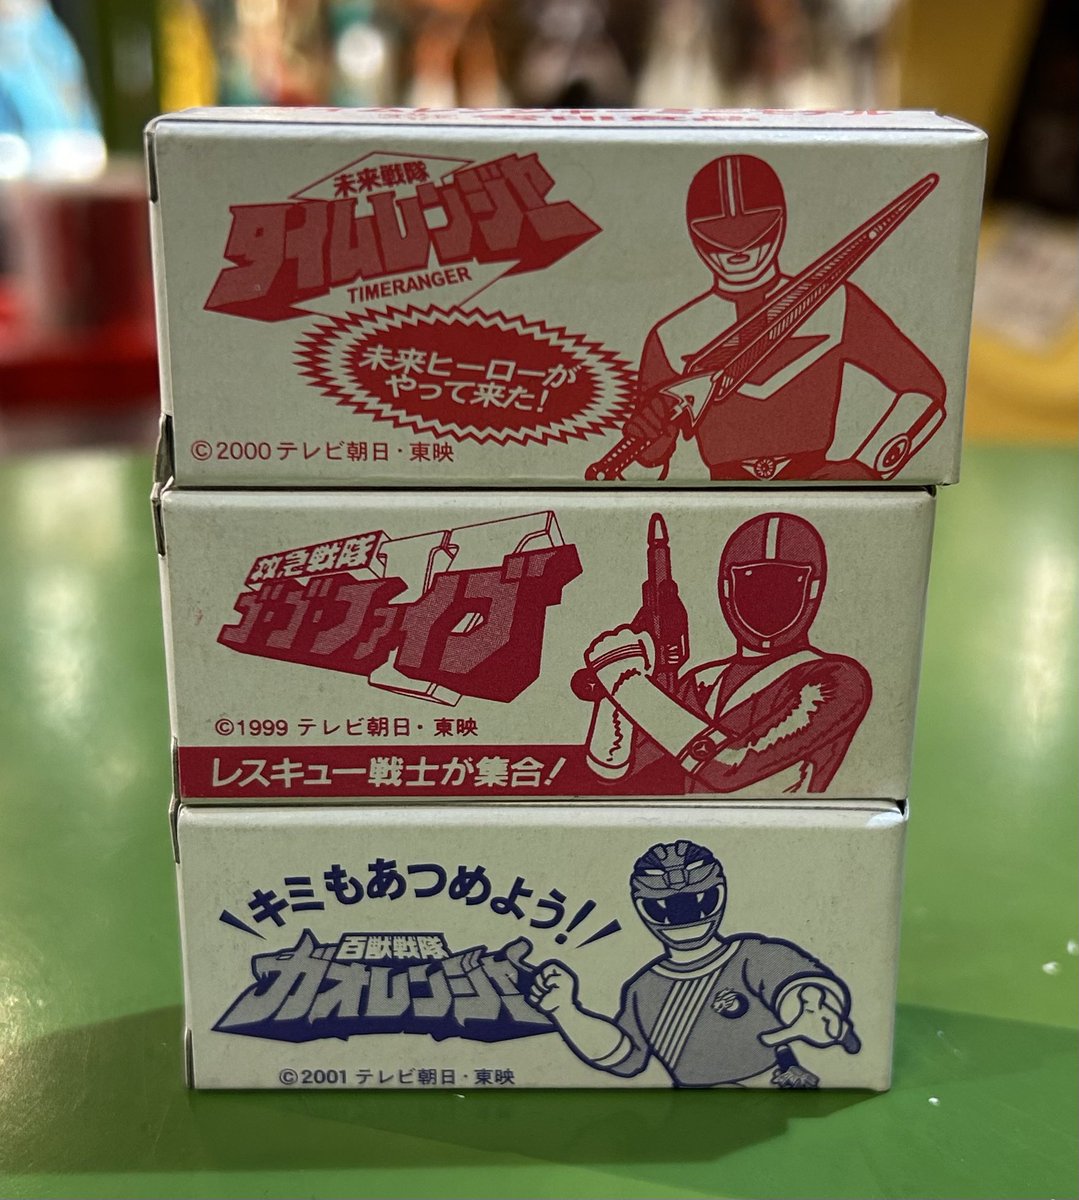 未来戦隊
タイムレンジャー
TIMERANGER
未来ヒーローが
やって来た!
©2000 テレビ朝日・東映
救急戦隊
ゴーゴーファイブ
©1999 テレビ朝日・東映
レスキュー戦士が集合!
キミもあつめよう!
百獣戦隊
ガオレンジャー
©2001 テレビ朝日・東映